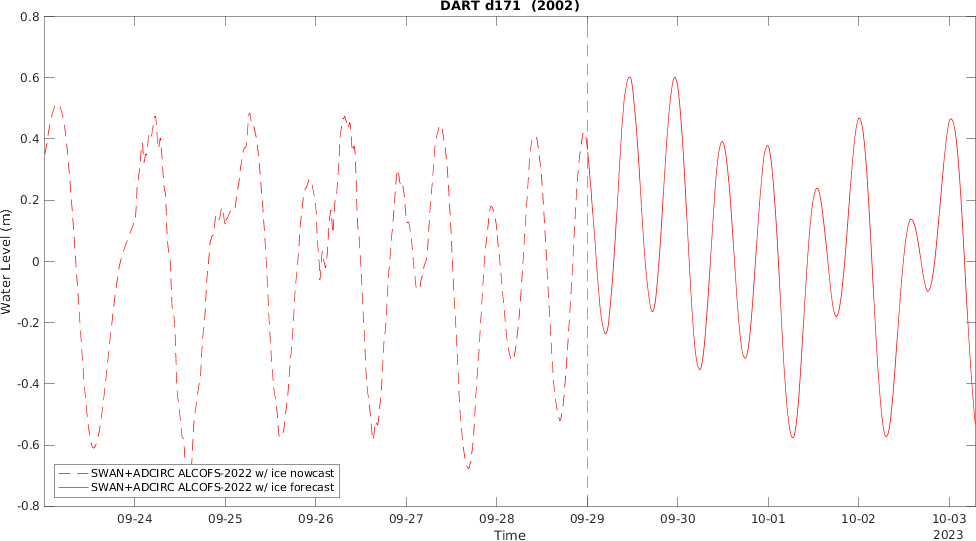 DART d171 (2002)
0.8
0.6
0.4
0.2
0
-0.2
-0.4
-0.6
-0.8
Water Level (m)
SWAN+ADCIRC ALCOFS-2022 w/ ice nowcast
SWAN+ADCIRC ALCOFS-2022 w/ ice forecast
09-24 09-25 09-26 09-27 09-28 09-29 09-30 10-01 10-02 10-03
2023
Time